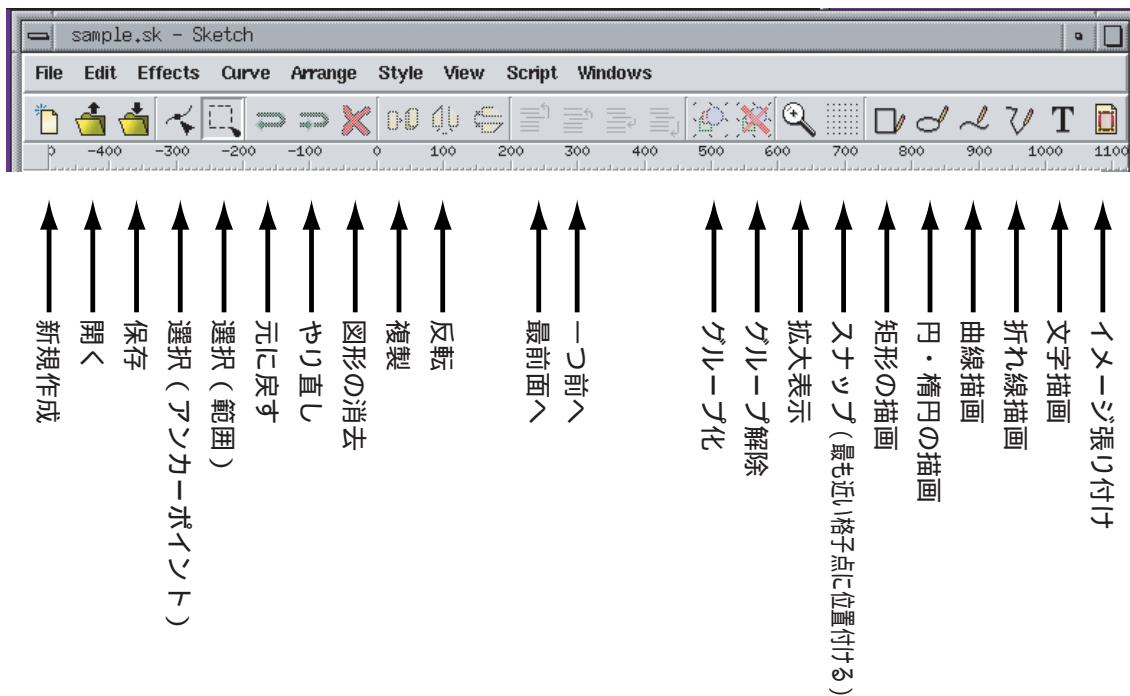 sample.sk - Sketch
File Edit Effects Curve Arrange Style View Script Windows
T
0 -400 -300 -200 -100 0 100 200 300 400 500 600 700 800 900 1000 1100
新規作成
開く
保存
選択(アンカーポイント)
選択(範囲)
元に戻す
やり直し
図形の消去
複製
反転
最前面へ
一つ前へ
グループ化
グループ解除
拡大表示
スナップ(最も近い格子点に位置付ける)
矩形の描画
円・楕円の描画
曲線描画
折れ線描画
文字描画
イメージ張り付け